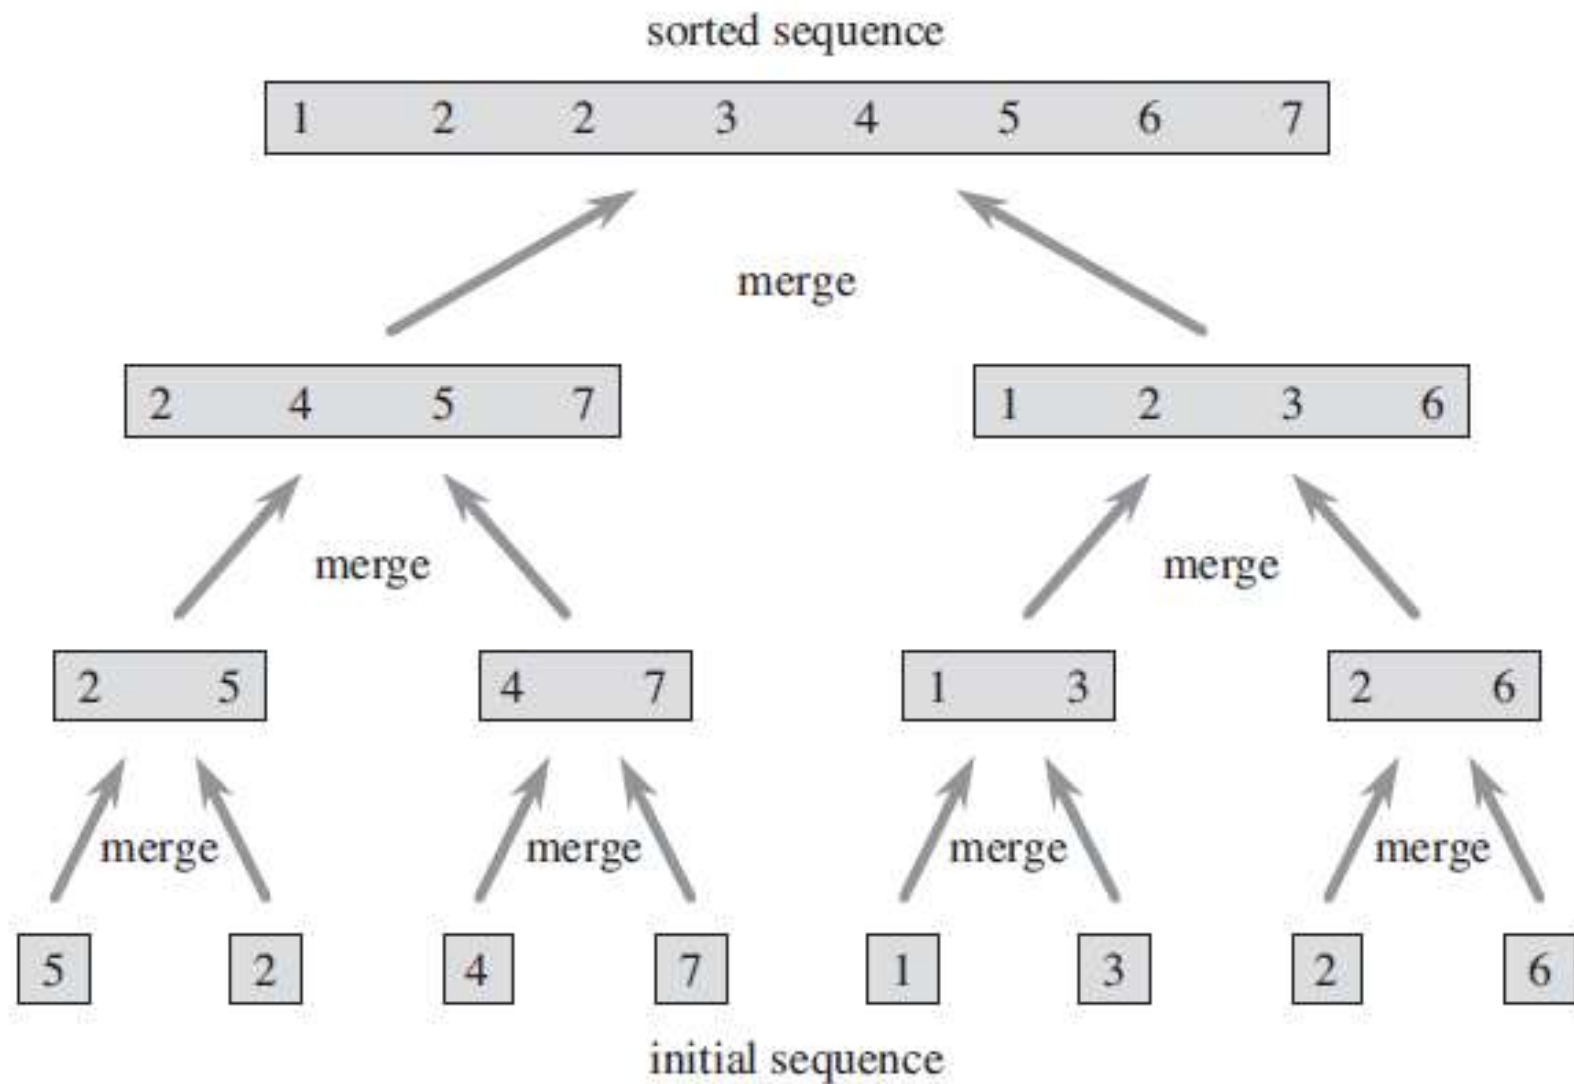 sorted sequence
1 2 2 3 4 5 6 7
merge
2 4 5 7 1 2 3 6
merge merge
2 5 4 7 1 3 2 6
merge merge merge merge
5 2 4 7 1 3 2 6
initial sequence